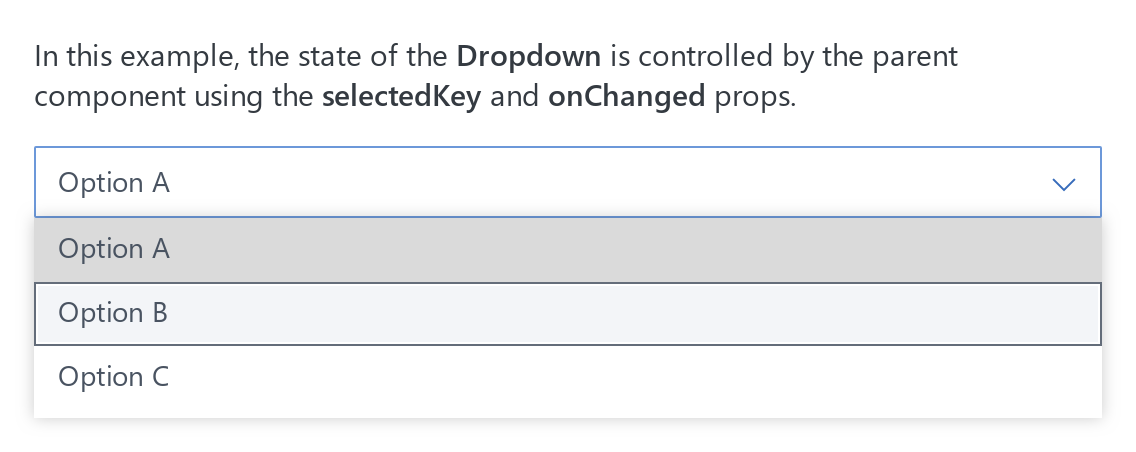 In this example, the state of the Dropdown is controlled by the parent
component using the selectedKey and onChanged props.
Option A
Option A
Option B
Option C